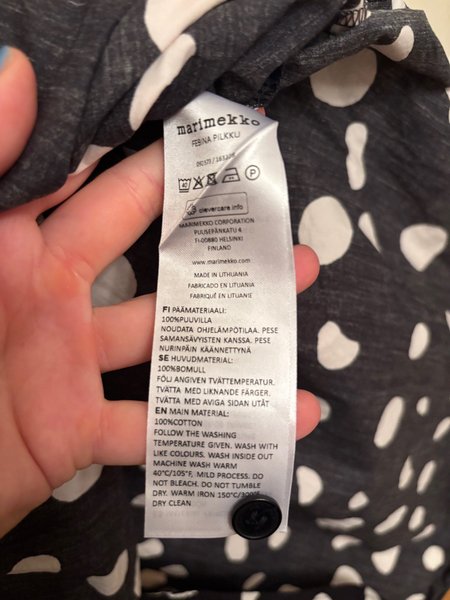 marimekko
FEBINA PILKKU
40
P
clevercare.info
MARIMEKKO CORPORATION
PUUSEPÄNKATU 4
FI-00880 HELSINKI
FINLAND
www.marimekko.com
MADE IN LITHUANIA
FABRICADO EN LITUANIA
FABRIQUÉ EN LITUANIE
FI PÄÄMATERIAALI:
100%PUUVILLA
NOUDATA OHJELÄMPÖTILAA. PESE
SAMANSÄVYISTEN KANSSA. PESE
NURINPÄIN KÄÄNNETTYNÄ
SE HUVUDMATERIAL:
100%BOMULL
FÖLJ ANGIVEN TVÄTTEMPERATUR.
TVÄTTA MED LIKNANDE FÄRGER.
TVÄTTA MED AVIGA SIDAN UTÅT
EN MAIN MATERIAL:
100%COTTON
FOLLOW THE WASHING
TEMPERATURE GIVEN. WASH WITH
LIKE COLOURS. WASH INSIDE OUT
MACHINE WASH WARM
40°C/105°F, MILD PROCESS. DO
NOT BLEACH. DO NOT TUMBLE
DRY. WARM IRON 150°C/300°F
DRY CLEAN